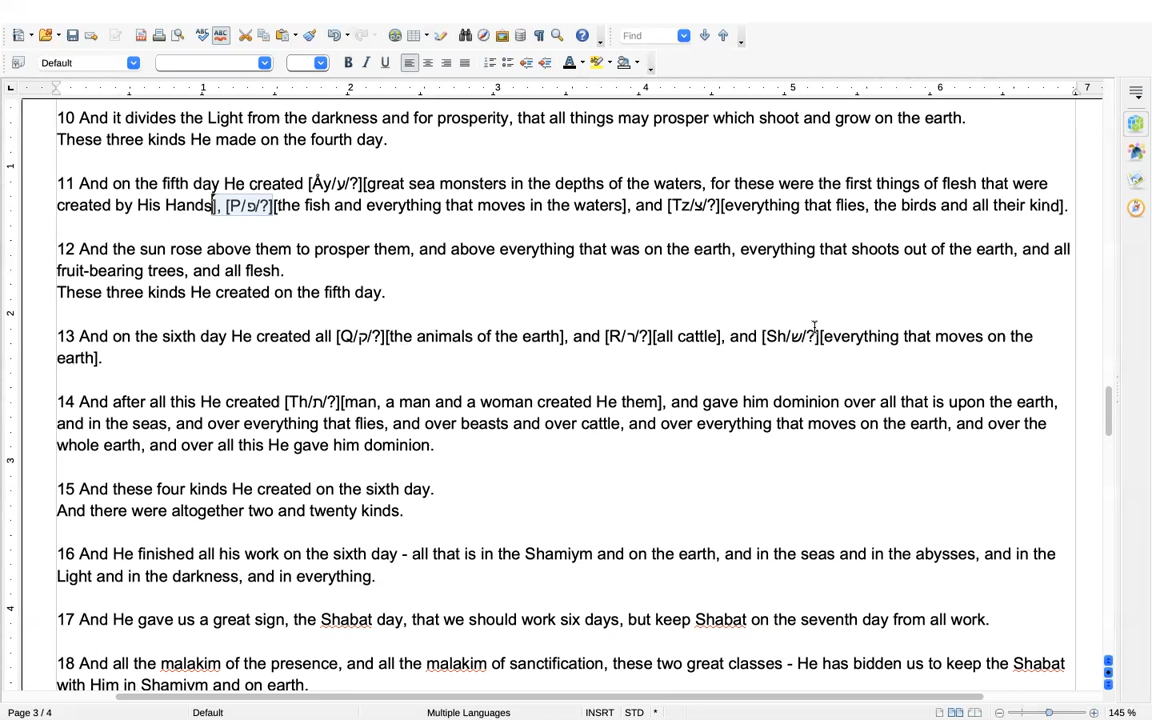 Find
Default
1 2 3 4 5 6 7
10 And it divides the Light from the darkness and for prosperity, that all things may prosper which shoot and grow on the earth.
These three kinds He made on the fourth day.
11 And on the fifth day He created [Åy/ע/?][great sea monsters in the depths of the waters, for these were the first things of flesh that were
created by His Hands], [P/פ/?][the fish and everything that moves in the waters], and [Tz/צ/?][everything that flies, the birds and all their kind].
12 And the sun rose above them to prosper them, and above everything that was on the earth, everything that shoots out of the earth, and all
fruit-bearing trees, and all flesh.
These three kinds He created on the fifth day.
13 And on the sixth day He created all [Q/ק/?][the animals of the earth], and [R/ר/?][all cattle], and [Sh/ש/?][everything that moves on the
earth].
14 And after all this He created [Th/ת/?][man, a man and a woman created He them], and gave him dominion over all that is upon the earth,
and in the seas, and over everything that flies, and over beasts and over cattle, and over everything that moves on the earth, and over the
whole earth, and over all this He gave him dominion.
15 And these four kinds He created on the sixth day.
And there were altogether two and twenty kinds.
16 And He finished all his work on the sixth day - all that is in the Shamiym and on the earth, and in the seas and in the abysses, and in the
Light and in the darkness, and in everything.
17 And He gave us a great sign, the Shabat day, that we should work six days, but keep Shabat on the seventh day from all work.
18 And all the malakim of the presence, and all the malakim of sanctification, these two great classes - He has bidden us to keep the Shabat
with Him in Shamiym and on earth.
Page 3 / 4 Default Multiple Languages INSRT STD * 145 %